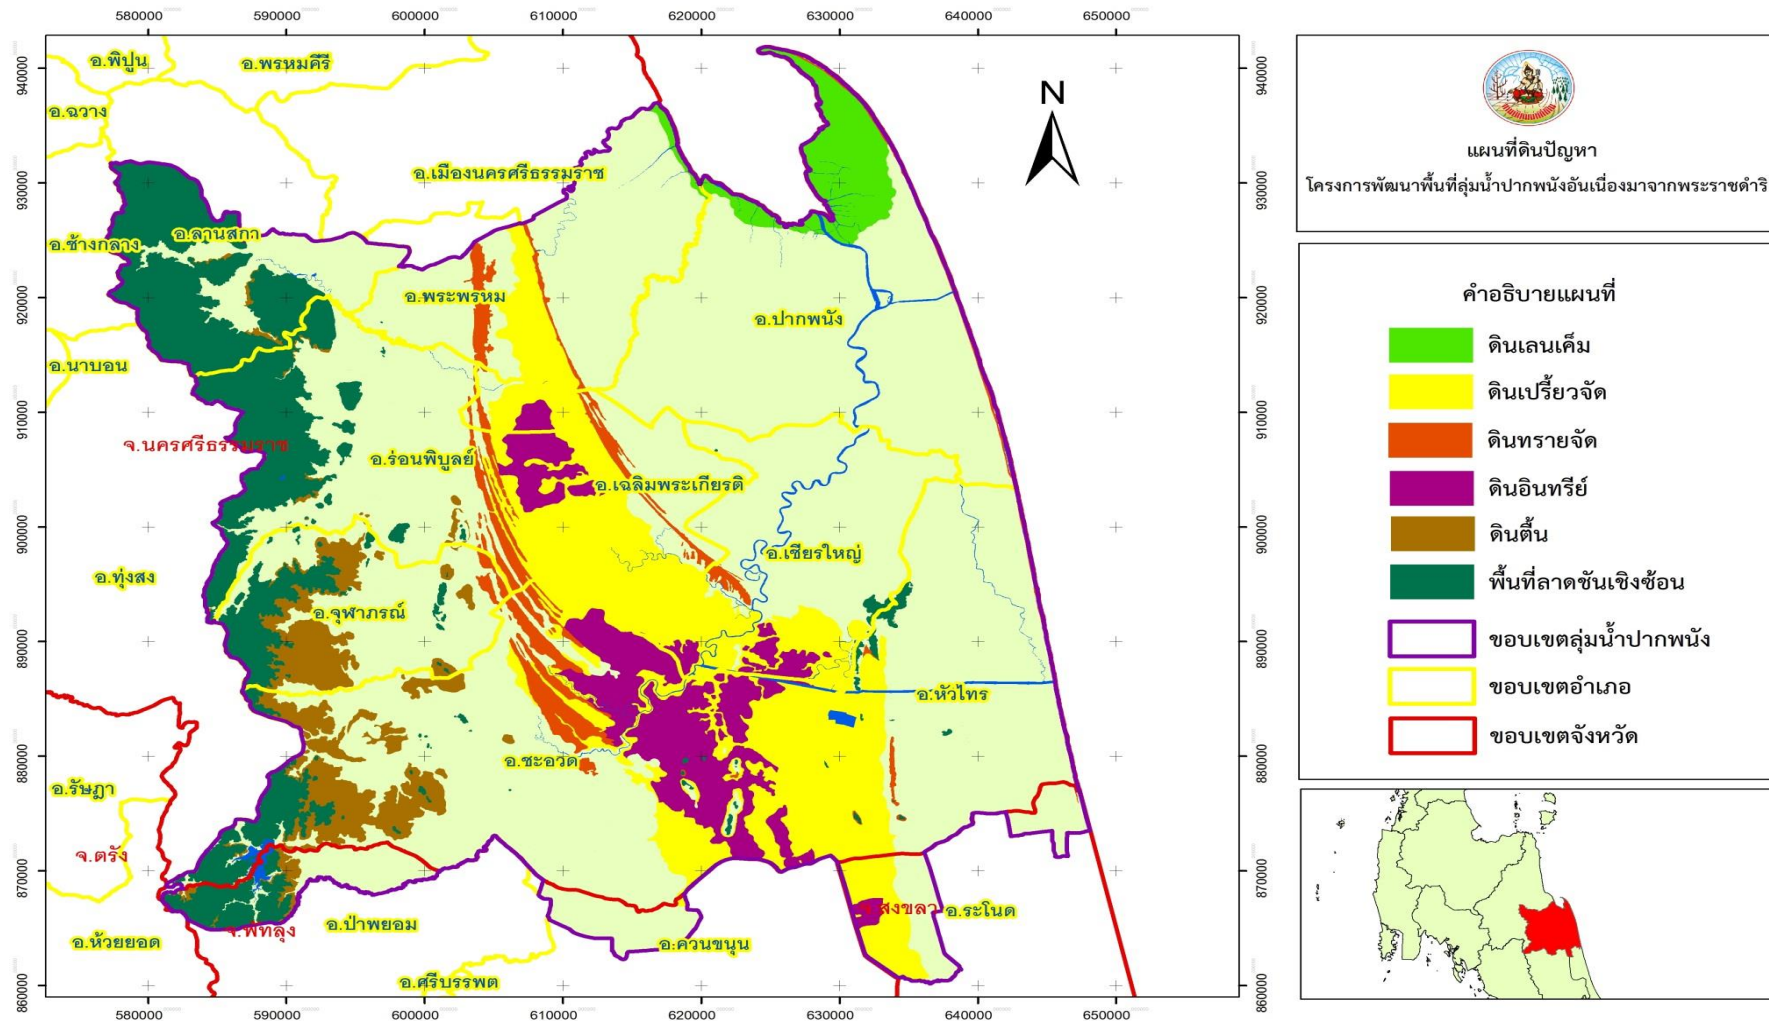 580000 590000 600000 610000 620000 630000 640000 650000
940000 930000 920000 910000 900000 890000 880000 870000 860000
940000 930000 920000 910000 900000 890000 880000 870000 860000
อ.พิปูน
อ.พรหมคีรี
อ.ฉวาง
อ.เมืองนครศรีธรรมราช
N
อ.ลานสกา
อ.ช้างกลาง
อ.พระพรหม
อ.ปากพนัง
อ.นาบอน
จ.นครศรีธรรมราช
อ.ร่อนพิบูลย์
อ.เฉลิมพระเกียรติ
อ.เชียรใหญ่
อ.ทุ่งสง
อ.จุฬาภรณ์
อ.หัวไทร
อ.ชะอวด
อ.รัษฎา
จ.ตรัง
สงขลา
อ.ระโนด
อ.ป่าพยอม
จ.พัทลุง
อ.ห้วยยอด
อ.ควนขนุน
อ.ศรีบรรพต
580000 590000 600000 610000 620000 630000 640000 650000
แผนที่ดินปัญหา
โครงการพัฒนาพื้นที่ลุ่มน้ำปากพนังอันเนื่องมาจากพระราชดำริ
คำอธิบายแผนที่
ดินเลนเค็ม
ดินเปรี้ยวจัด
ดินทรายจัด
ดินอินทรีย์
ดินตื้น
พื้นที่ลาดชันเชิงซ้อน
ขอบเขตลุ่มน้ำปากพนัง
ขอบเขตอำเภอ
ขอบเขตจังหวัด